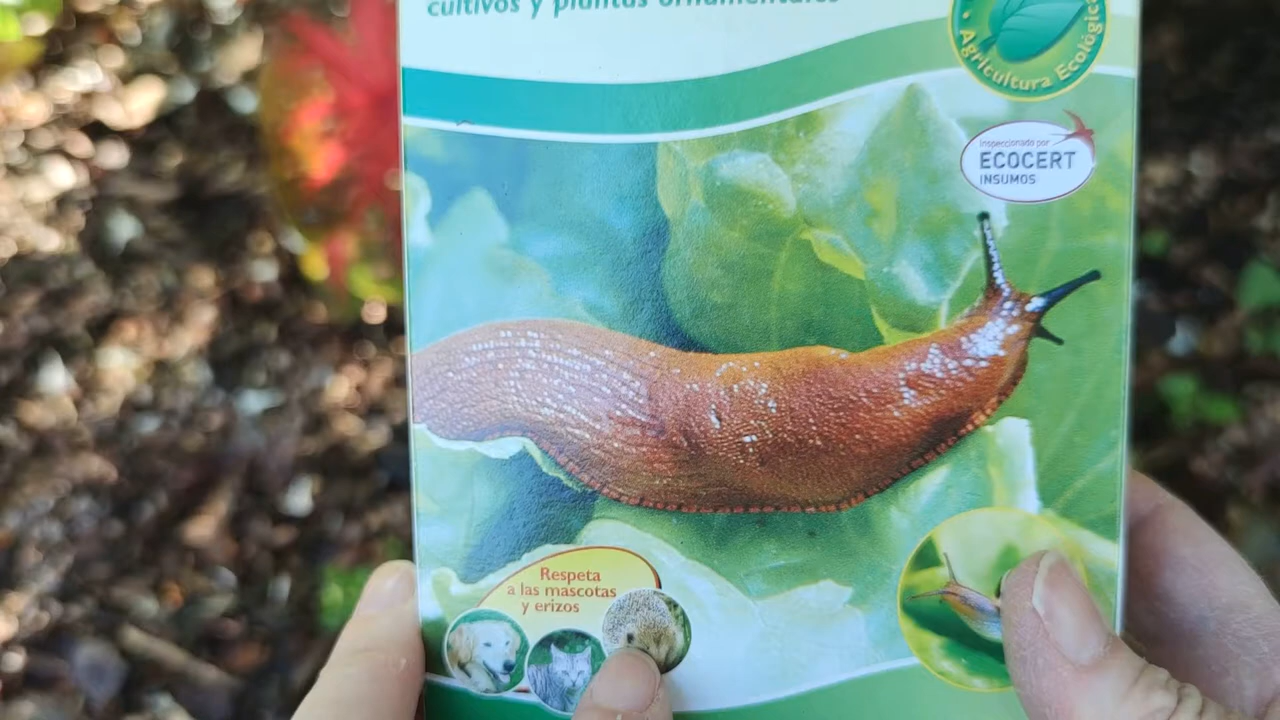 cultivos y plantas ornamentales
Agricultura Ecológica
Inspeccionado por
ECOCERT
INSUMOS
Respeta
a las mascotas
y erizos